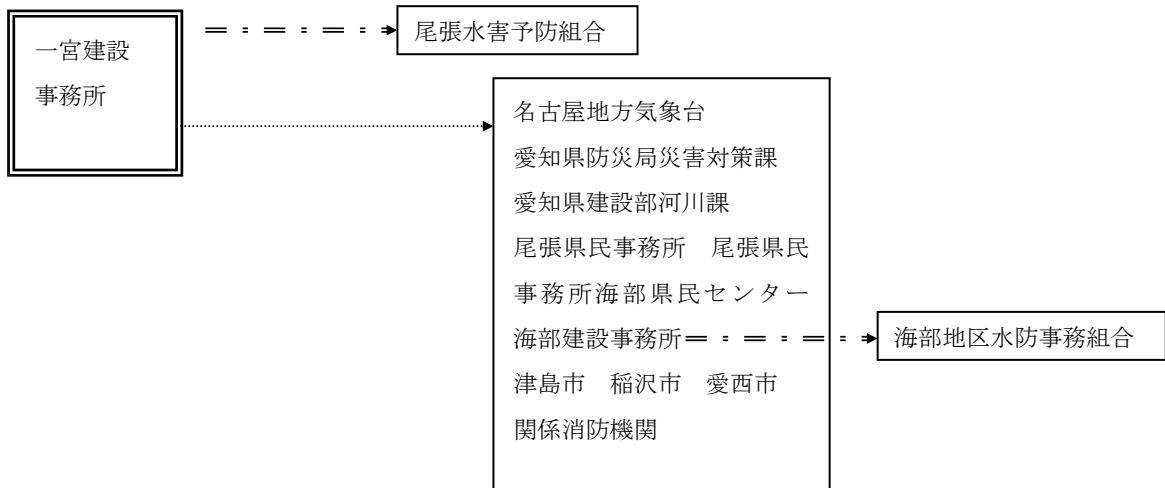 一宮建設
事務所
尾張水害予防組合
名古屋地方気象台
愛知県防災局災害対策課
愛知県建設部河川課
尾張県民事務所　尾張県民
事務所海部県民センター
海部建設事務所
津島市　稲沢市　愛西市
関係消防機関
海部地区水防事務組合